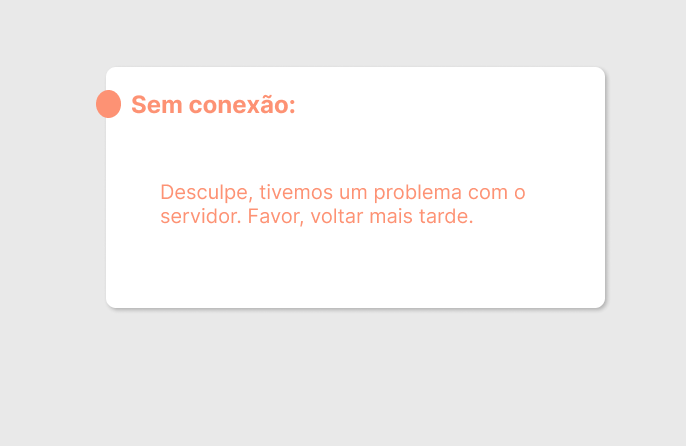 Sem conexão:
Desculpe, tivemos um problema com o
servidor. Favor, voltar mais tarde.